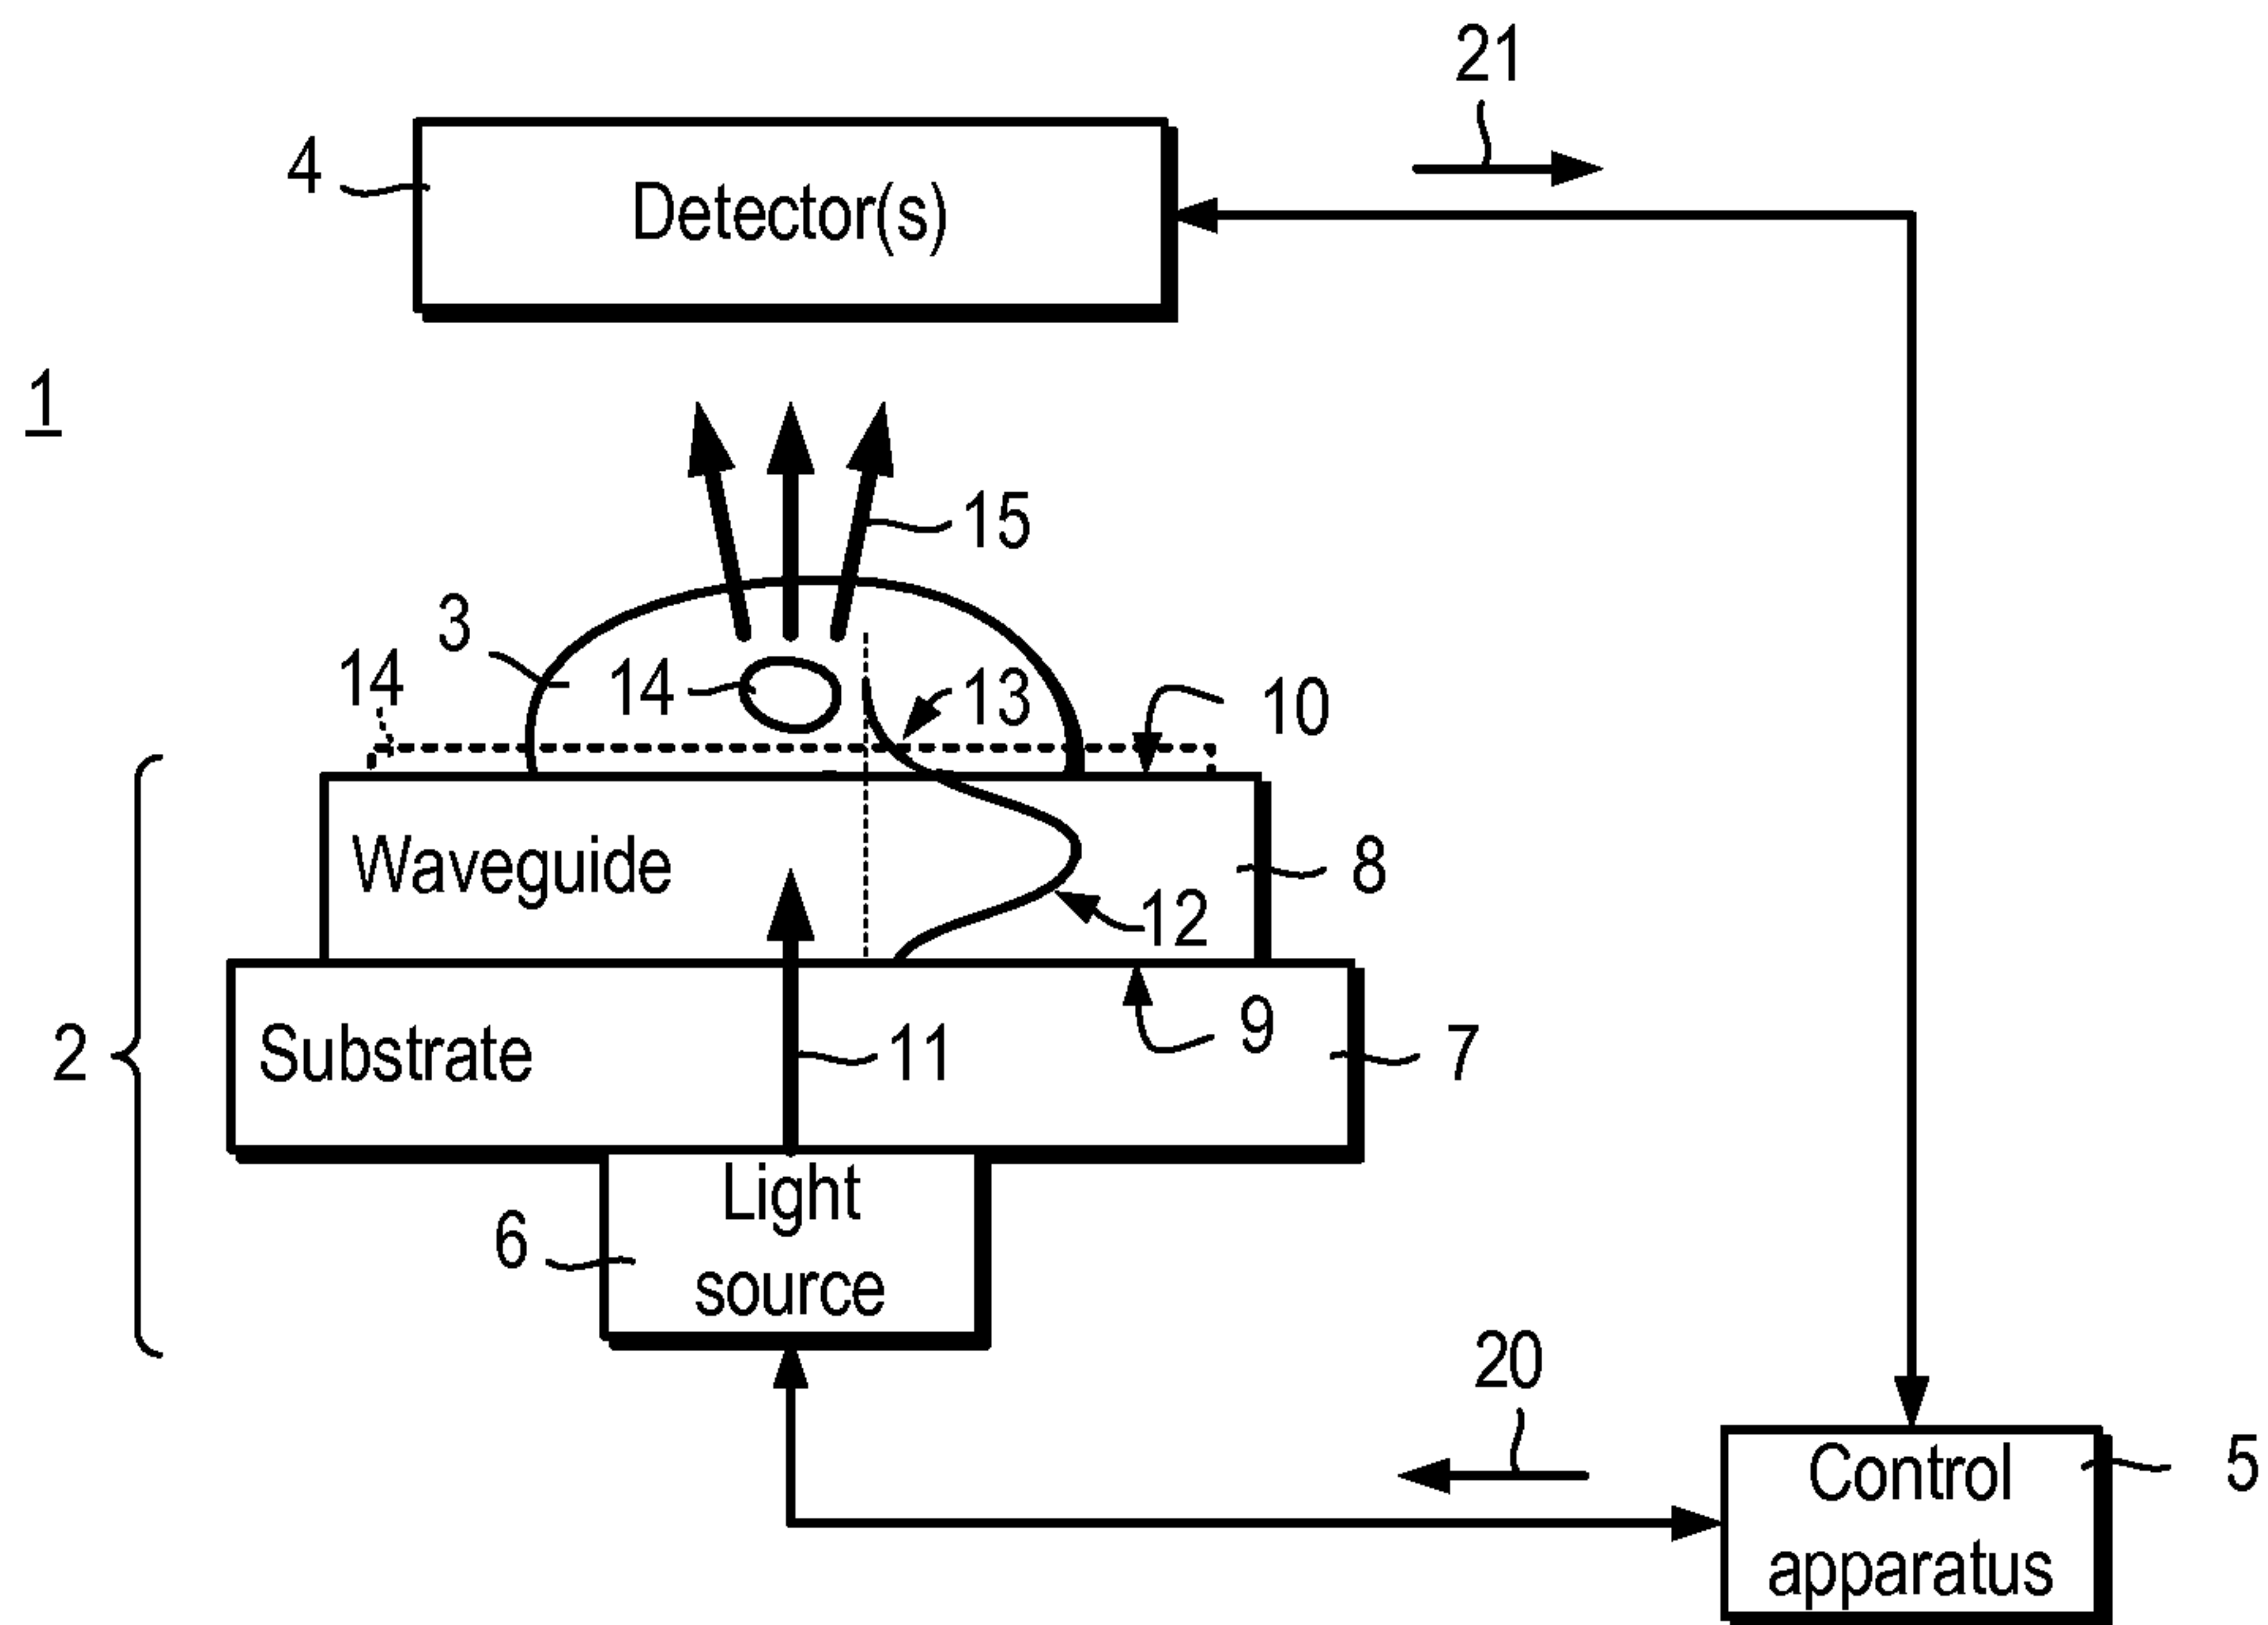 21
4
Detector(s)
1
15
3
14
14
13
10
Waveguide
8
12
2
Substrate
11
9
7
Light
source
6
20
Control
apparatus
5